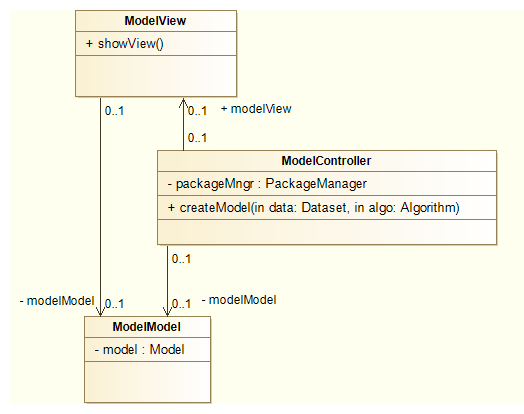 ModelView
+ showView()
0..1
0..1 + modelView
0..1
ModelController
- packageMngr : PackageManager
+ createModel(in data: Dataset, in algo: Algorithm)
0..1
- modelModel 0..1
0..1 - modelModel
ModelModel
- model : Model